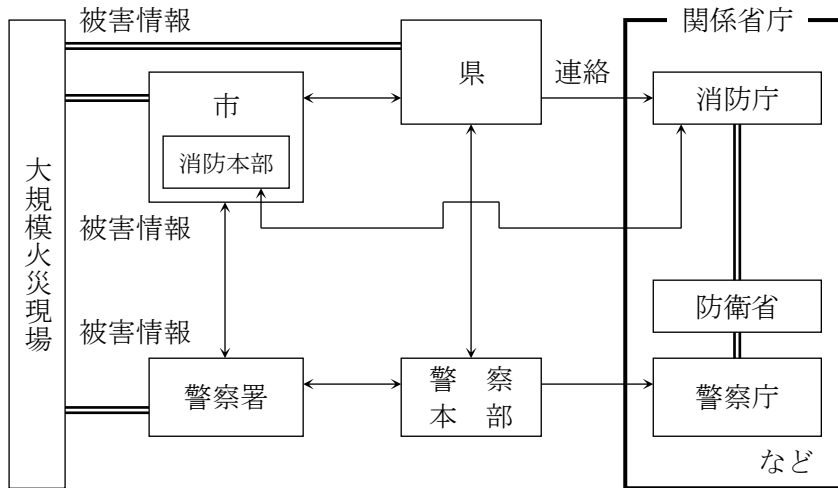 被害情報
関係省庁
県
連絡
消防庁
市
消防本部
大規模火災現場
被害情報
防衛省
被害情報
警察署
警察
本部
警察庁
など